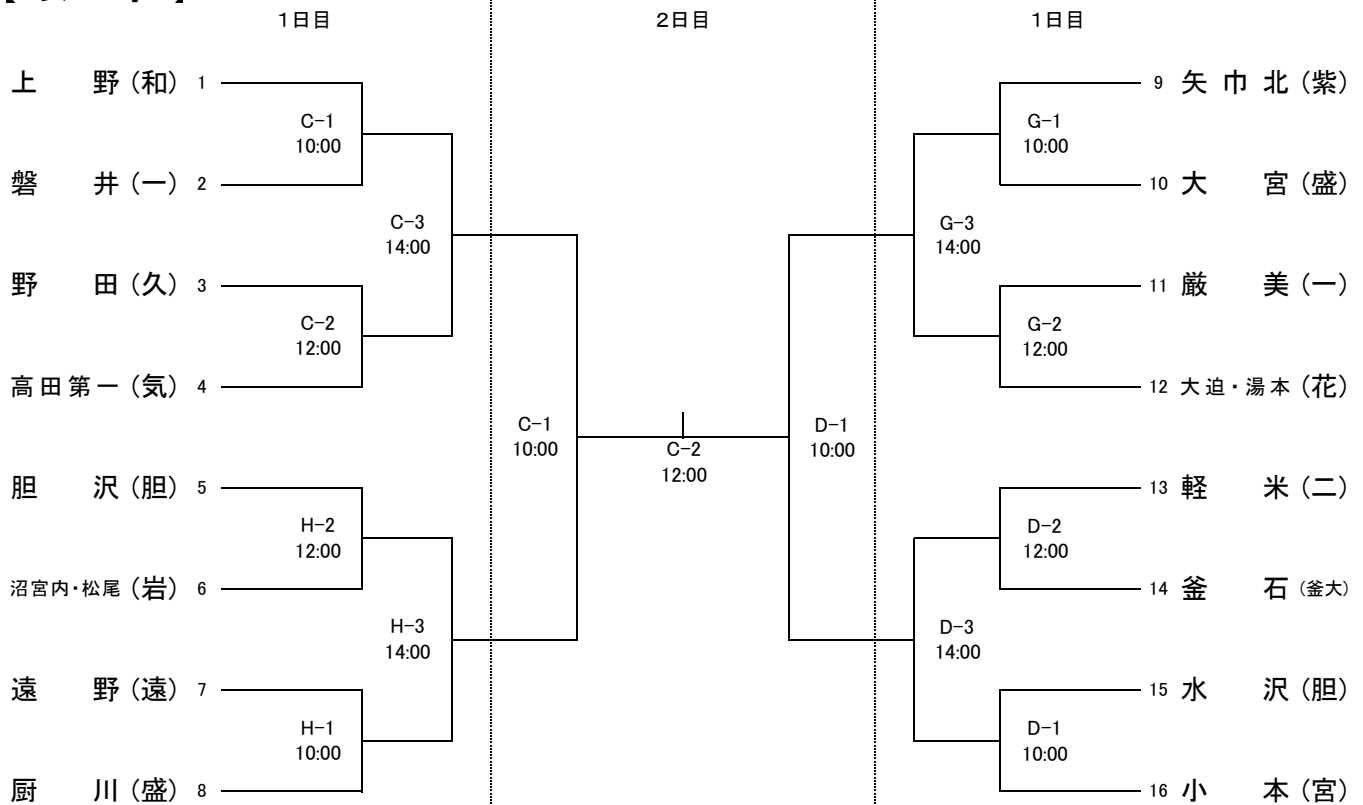 1日目
2日目
1日目
上 野 (和) 1
C-1
10:00
磐 井 (一) 2
C-3
14:00
野 田 (久) 3
C-2
12:00
高田第一 (気) 4
C-1
10:00
胆 沢 (胆) 5
H-2
12:00
沼宮内・松尾 (岩) 6
H-3
14:00
遠 野 (遠) 7
H-1
10:00
厨 川 (盛) 8
C-2
12:00
D-1
10:00
9 矢巾北 (紫)
G-1
10:00
10 大 宮 (盛)
G-3
14:00
11 厳 美 (一)
G-2
12:00
12 大迫・湯本 (花)
13 軽 米 (二)
D-2
12:00
14 釜 石 (釜大)
D-3
14:00
15 水 沢 (胆)
D-1
10:00
16 小 本 (宮)